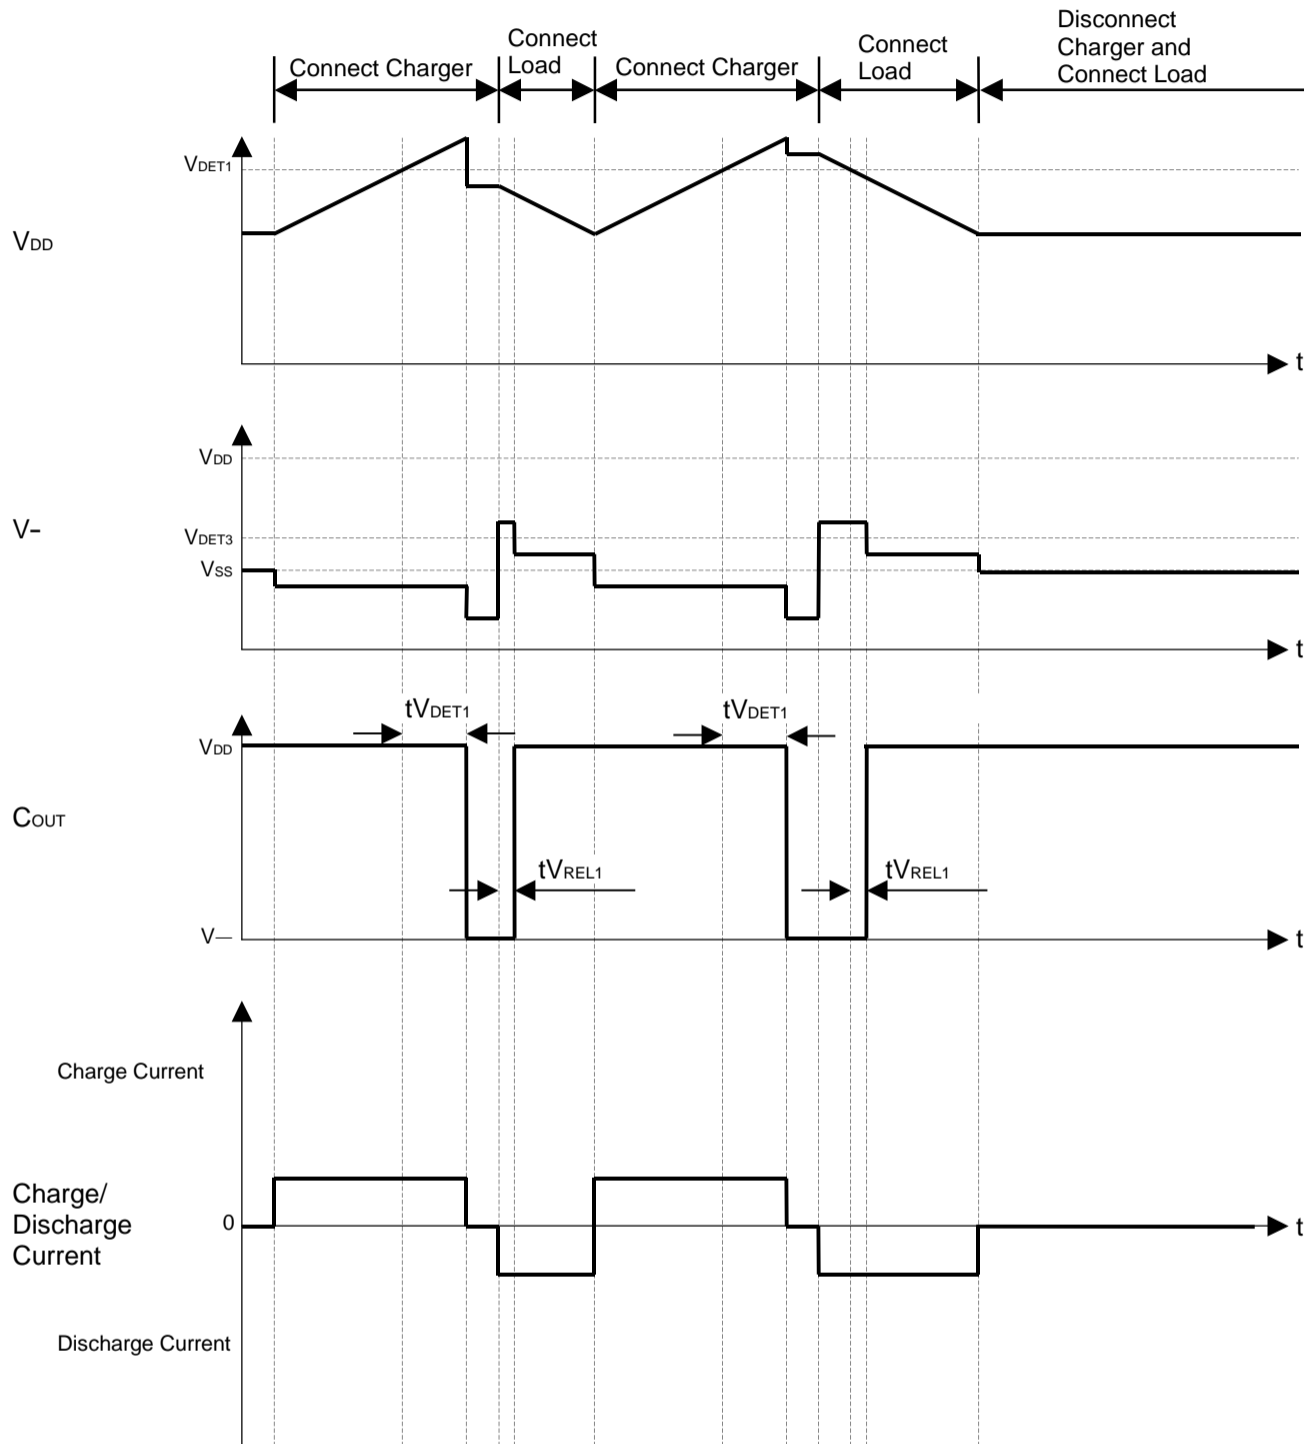 Connect Charger
Connect
Load
Connect Charger
Connect
Load
Disconnect
Charger and
Connect Load
VDET1
VDD
t
VDD
V-
VDET3
VSS
t
tVDET1
tVDET1
VDD
COUT
tVREL1
tVREL1
V—
t
Charge Current
Charge/
Discharge
Current
0
t
Discharge Current